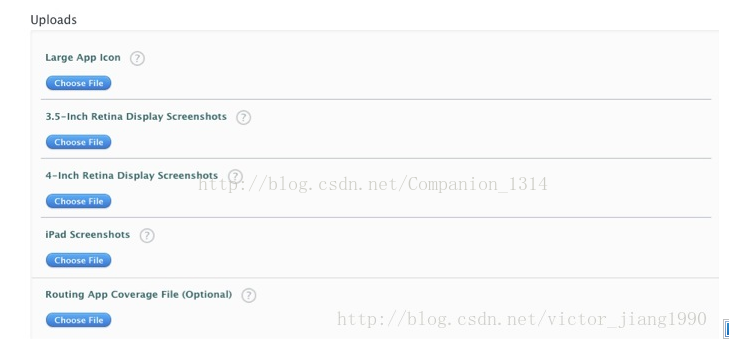 Uploads
Large App Icon ?
Choose File
3.5-Inch Retina Display Screenshots ?
Choose File
4-Inch Retina Display Screenshots ?
http://blog.csdn.net/Companion_1314
Choose File
iPad Screenshots ?
Choose File
Routing App Coverage File (Optional) ?
Choose File
http://blog.csdn.net/victor_jiang1990